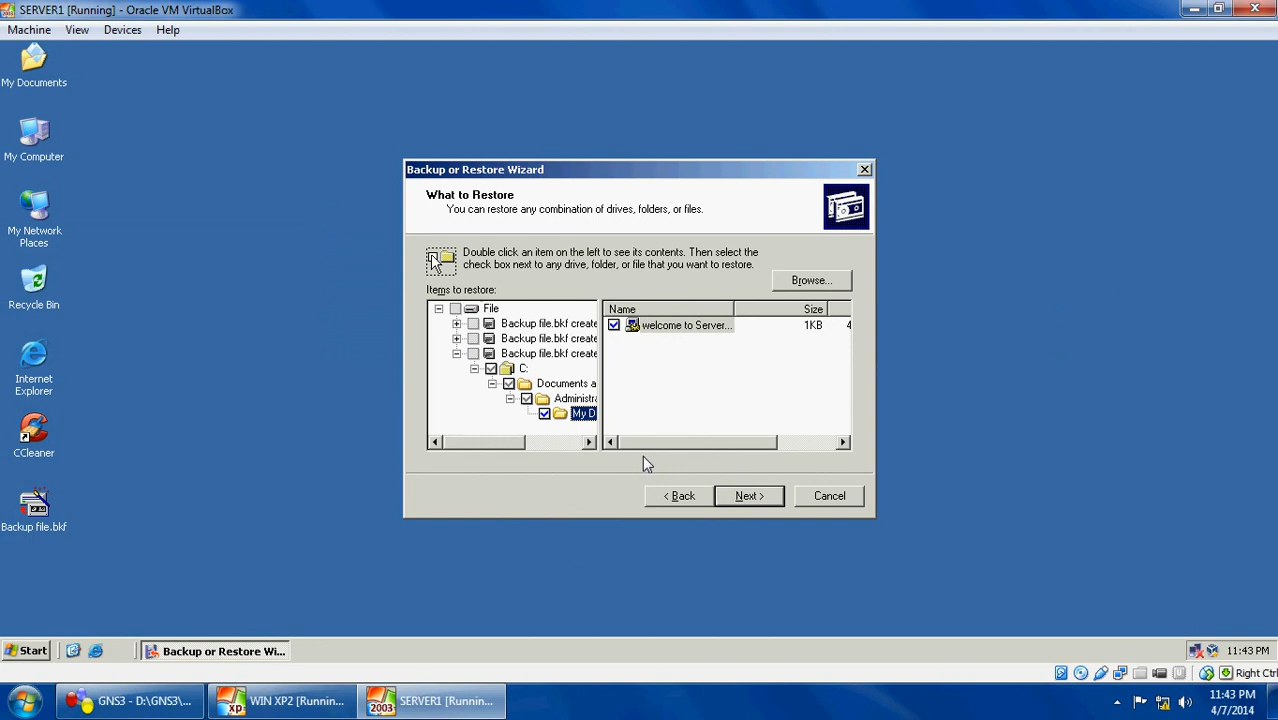 SERVER1 [Running] - Oracle VM VirtualBox
Machine View Devices Help
My Documents
My Computer
My Network
Places
Recycle Bin
Internet
Explorer
CCleaner
Backup file.bkf
Backup or Restore Wizard
What to Restore
You can restore any combination of drives, folders, or files.
Double click an item on the left to see its contents. Then select the
check box next to any drive, folder, or file that you want to restore.
Browse...
Items to restore:
File
Backup file.bkf create
Backup file.bkf create
Backup file.bkf create
C:
Documents a
Administra
My D
Name Size
welcome to Server... 1KB 4
< Back Next > Cancel
Start Backup or Restore Wi... 11:43 PM
Right Ctrl
GNS3 - D:\GNS3\... WIN XP2 [Runnin... SERVER1 [Runnin...
11:43 PM
4/7/2014